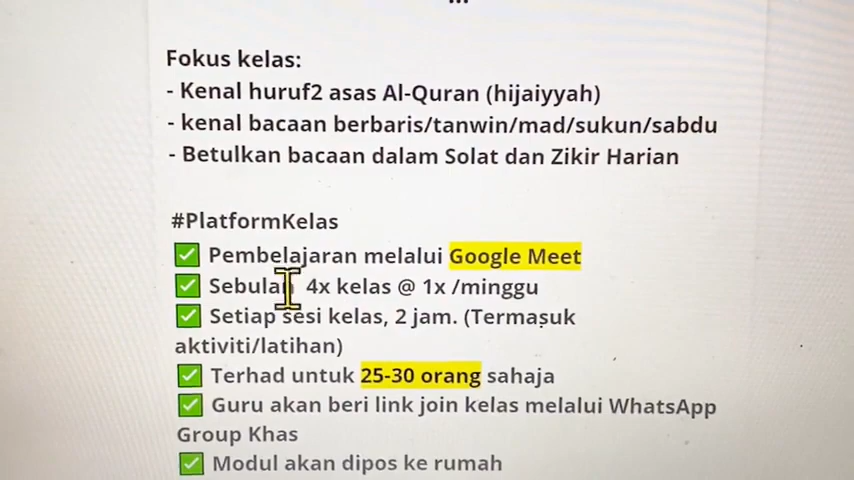 Fokus kelas:
- Kenal huruf2 asas Al-Quran (hijaiyyah)
- kenal bacaan berbaris/tanwin/mad/sukun/sabdu
- Betulkan bacaan dalam Solat dan Zikir Harian
#PlatformKelas
✅ Pembelajaran melalui Google Meet
✅ Sebulan 4x kelas @ 1x /minggu
✅ Setiap sesi kelas, 2 jam. (Termasuk
aktiviti/latihan)
✅ Terhad untuk 25-30 orang sahaja
✅ Guru akan beri link join kelas melalui WhatsApp
Group Khas
✅ Modul akan dipos ke rumah